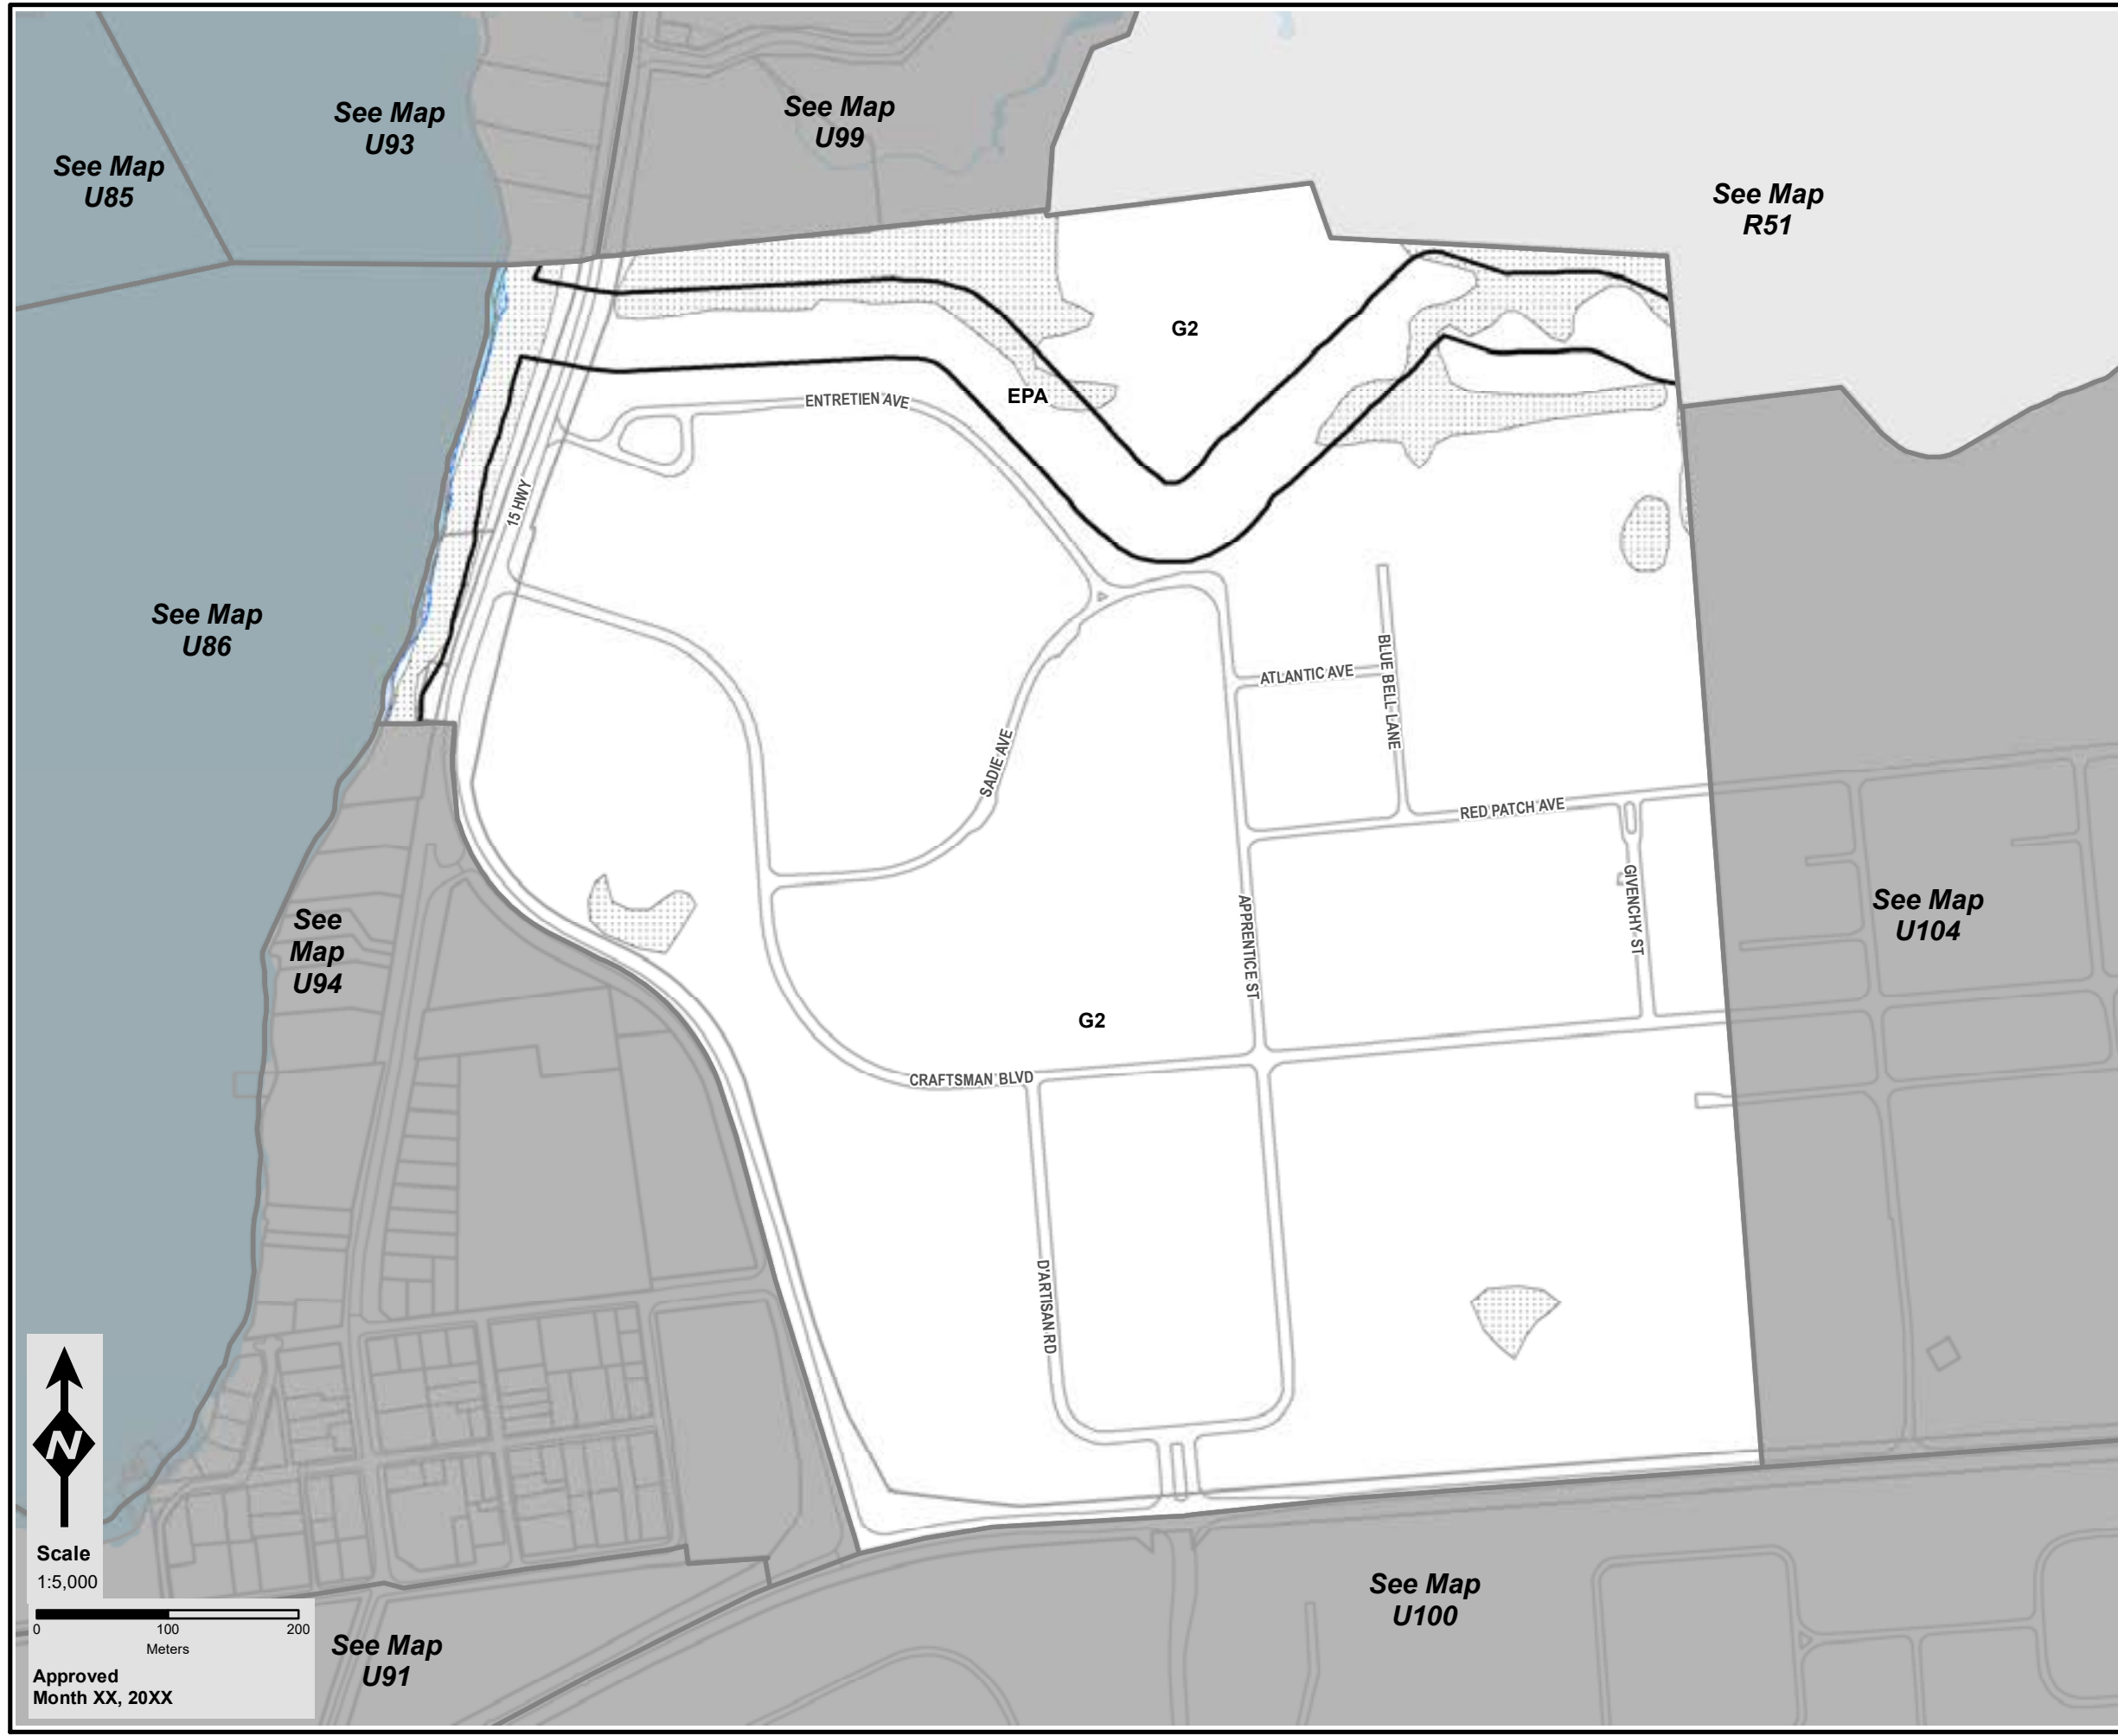 See Map
U93
See Map
U99
See Map
U85
See Map
R51
G2
EPA
ENTRETIEN AVE
15 HWY
See Map
U86
ATLANTIC AVE
BLUE BELL LANE
SADIE AVE
RED PATCH AVE
GIVENCHY ST
APPRENTICE ST
See Map
U104
See
Map
U94
G2
CRAFTSMAN BLVD
D'ARTISAN RD
N
Scale
1:5,000
0 100 200
Meters
Approved
Month XX, 20XX
See Map
U91
See Map
U100